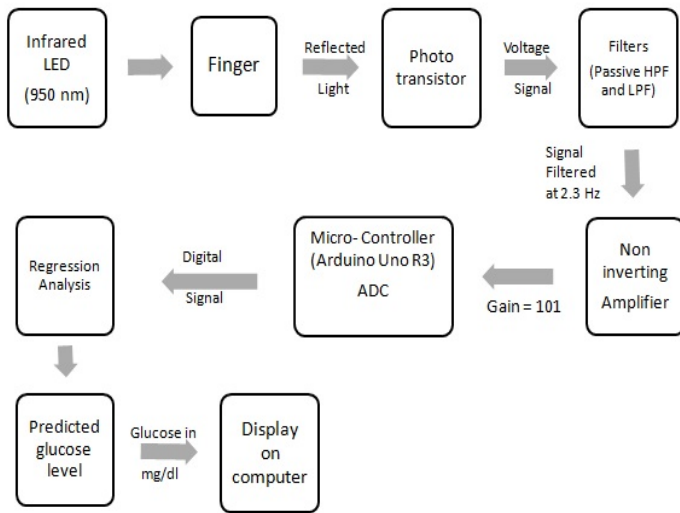 Infrared
LED
(950 nm)
Finger
Reflected
Light
Photo
transistor
Voltage
Signal
Filters
(Passive HPF
and LPF)
Signal
Filtered
at 2.3 Hz
Non
inverting
Amplifier
Gain = 101
Micro- Controller
(Arduino Uno R3)
ADC
Digital
Signal
Regression
Analysis
Predicted
glucose
level
Glucose in
mg/dl
Display
on
computer